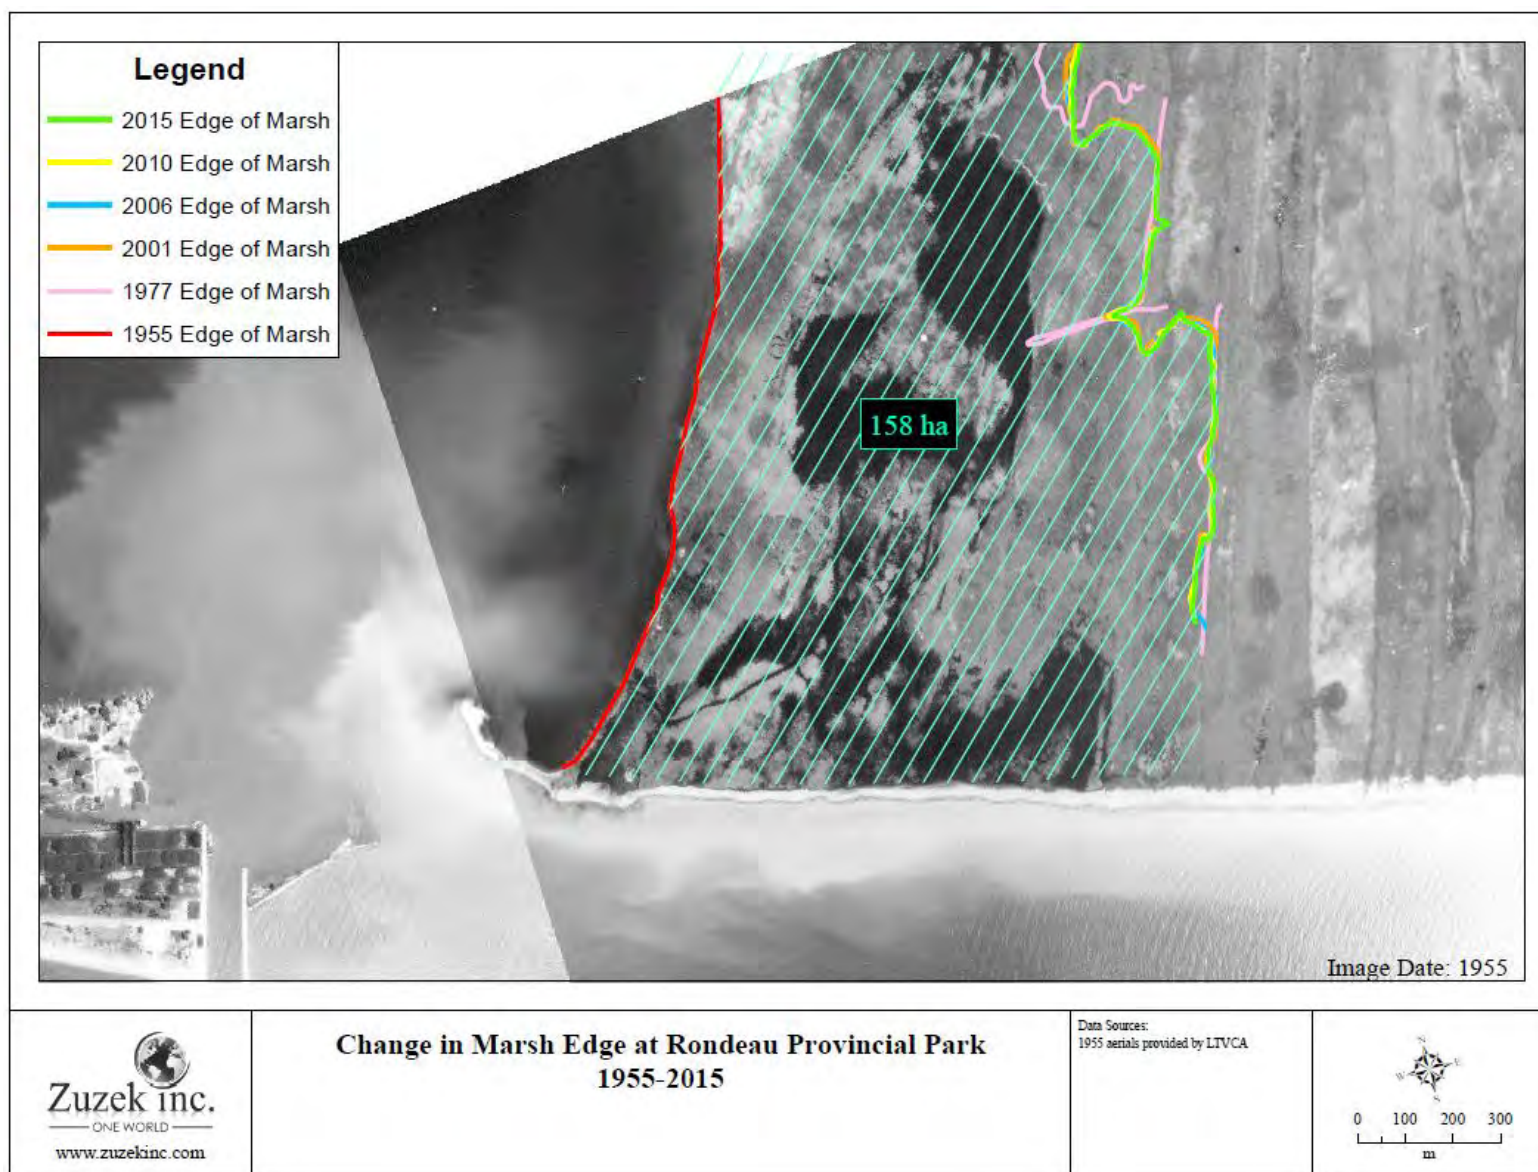 Legend
2015 Edge of Marsh
2010 Edge of Marsh
2006 Edge of Marsh
2001 Edge of Marsh
1977 Edge of Marsh
1955 Edge of Marsh
158 ha
Image Date: 1955
Zuzek inc.
ONE WORLD
www.zuzekinc.com
Change in Marsh Edge at Rondeau Provincial Park
1955-2015
Data Sources:
1955 aerials provided by LTVCA
N
W E
S
0 100 200 300
m